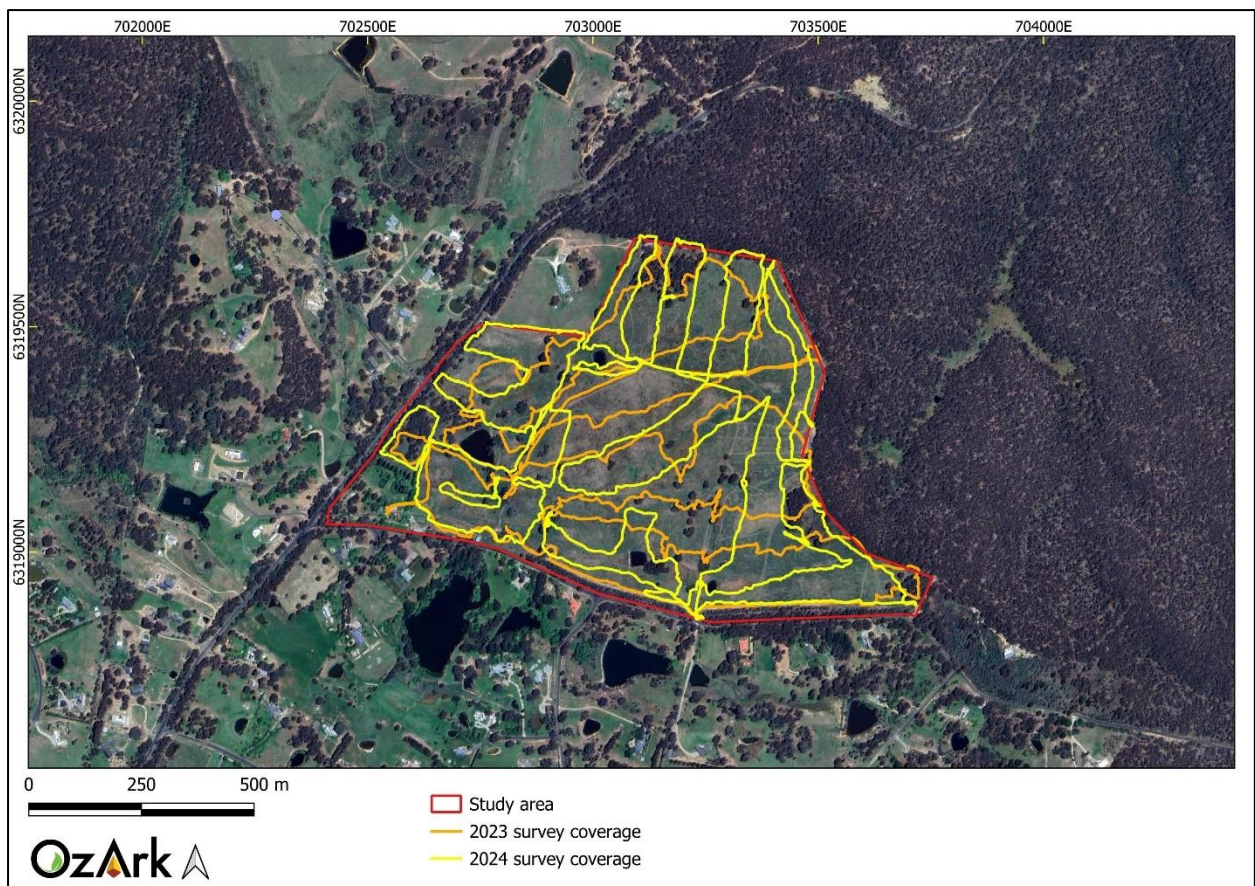 702000E 702500E 703000E 703500E 704000E
6320000N
6319500N
6319000N
0 250 500 m
Study area
2023 survey coverage
2024 survey coverage
OzArk